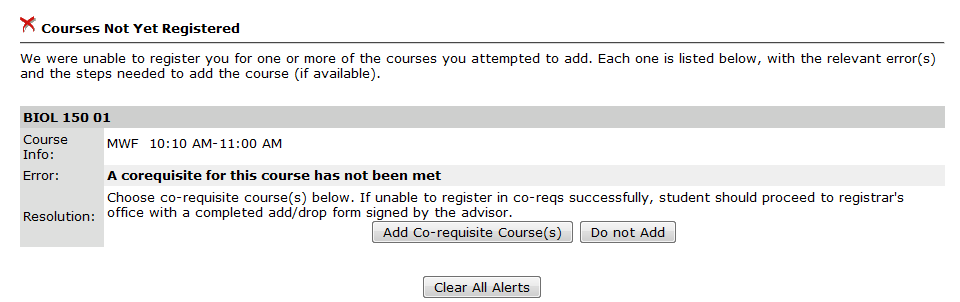 Courses Not Yet Registered
We were unable to register you for one or more of the courses you attempted to add. Each one is listed below, with the relevant error(s)
and the steps needed to add the course (if available).
BIOL 150 01
Course
Info:
MWF  10:10 AM-11:00 AM
Error:
A corequisite for this course has not been met
Resolution:
Choose co-requisite course(s) below. If unable to register in co-reqs successfully, student should proceed to registrar's
office with a completed add/drop form signed by the advisor.
Add Co-requisite Course(s)
Do not Add
Clear All Alerts